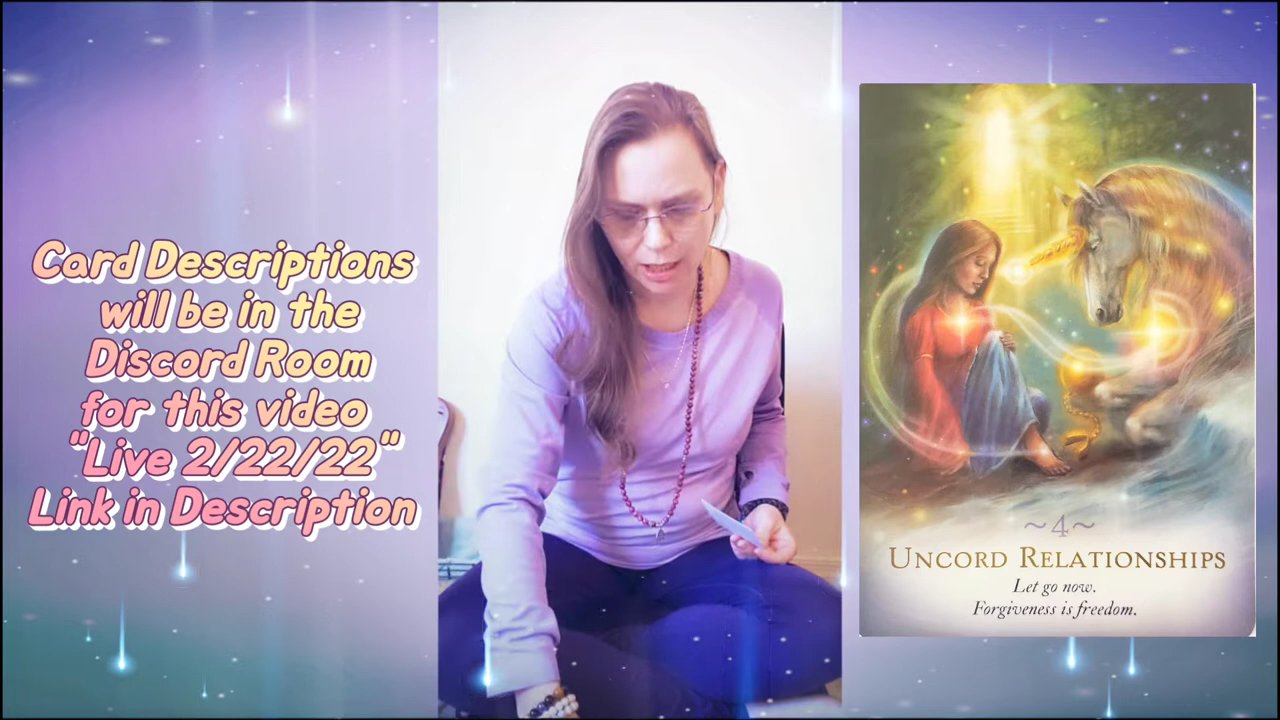 Card Descriptions
will be in the
Discord Room
for this video
"Live 2/22/22"
Link in Description
~4~
Uncord Relationships
Let go now.
Forgiveness is freedom.